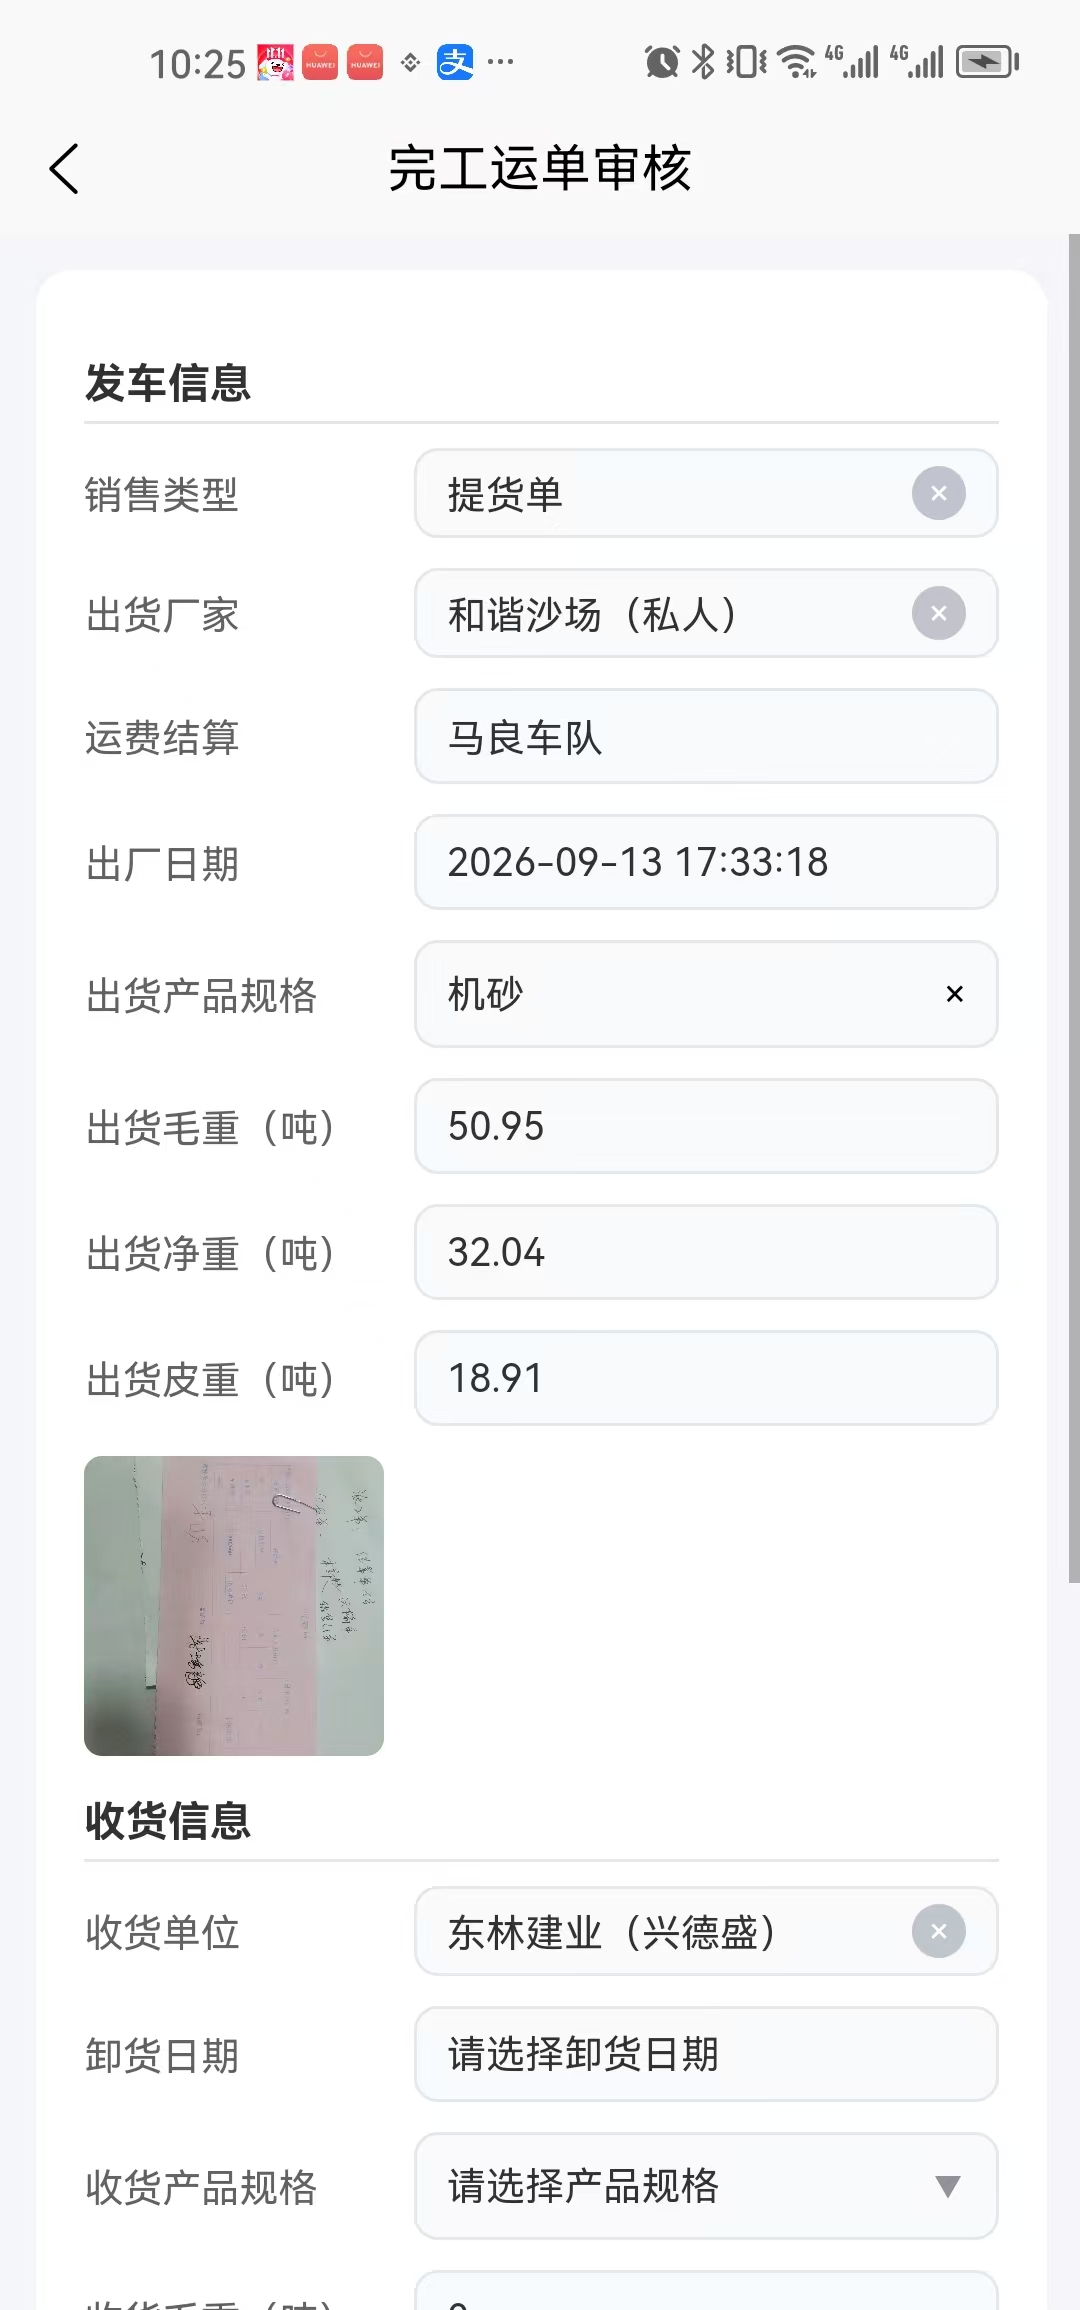 10:25
完工运单审核
发车信息
销售类型 提货单
出货厂家 和谐沙场（私人）
运费结算 马良车队
出厂日期 2026-09-13 17:33:18
出货产品规格 机砂
出货毛重（吨） 50.95
出货净重（吨） 32.04
出货皮重（吨） 18.91
收货信息
收货单位 东林建业（兴德盛）
卸货日期 请选择卸货日期
收货产品规格 请选择产品规格